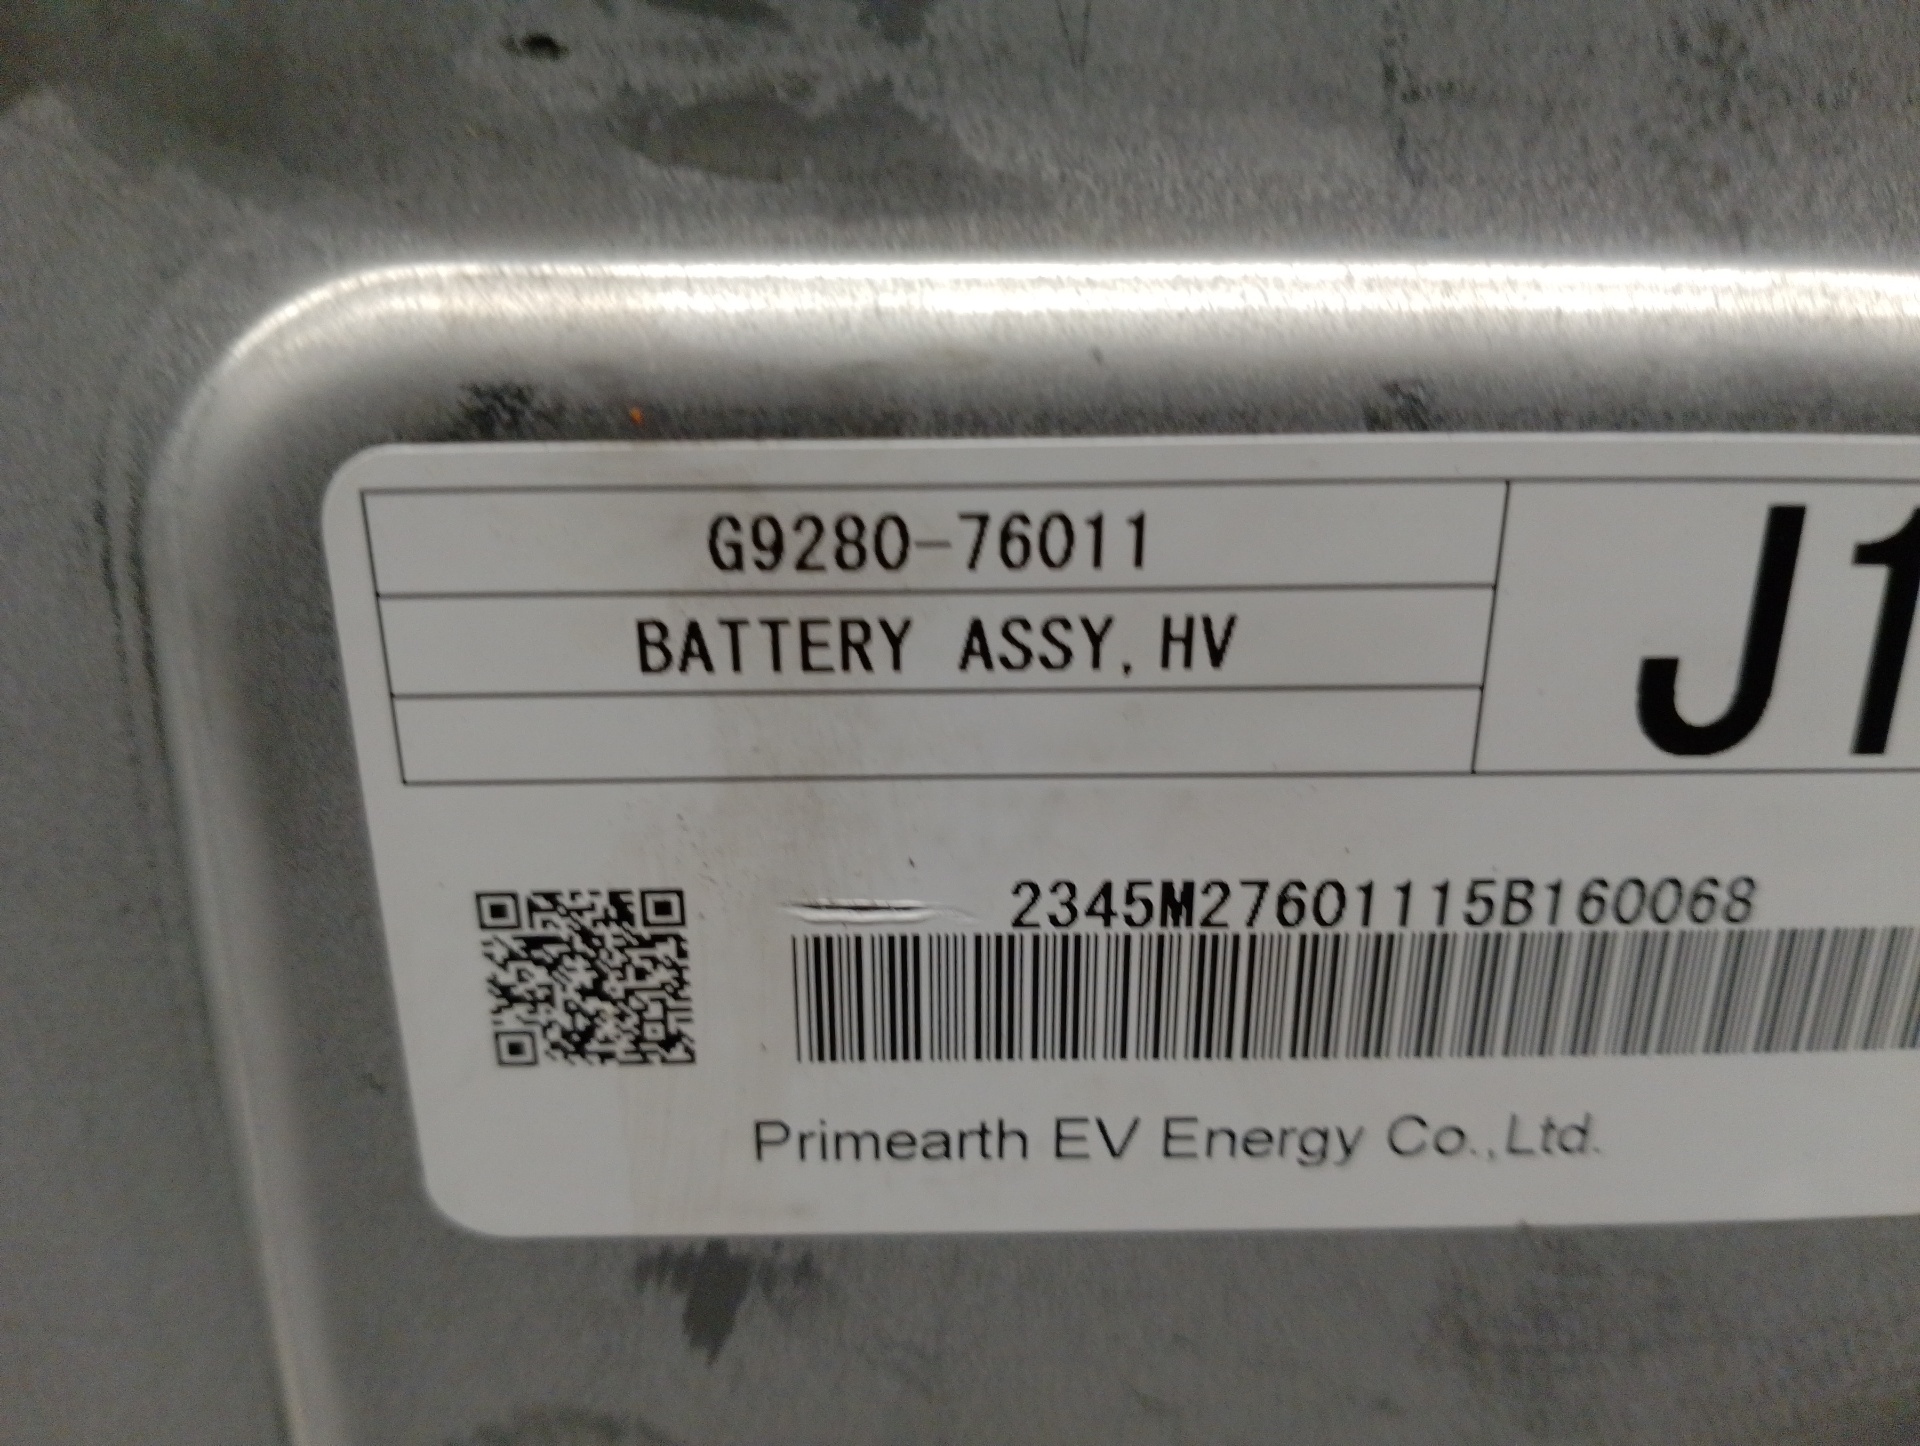 G9280-76011
BATTERY ASSY, HV
J1
2345M27601115B160068
Primearth EV Energy Co.,Ltd.